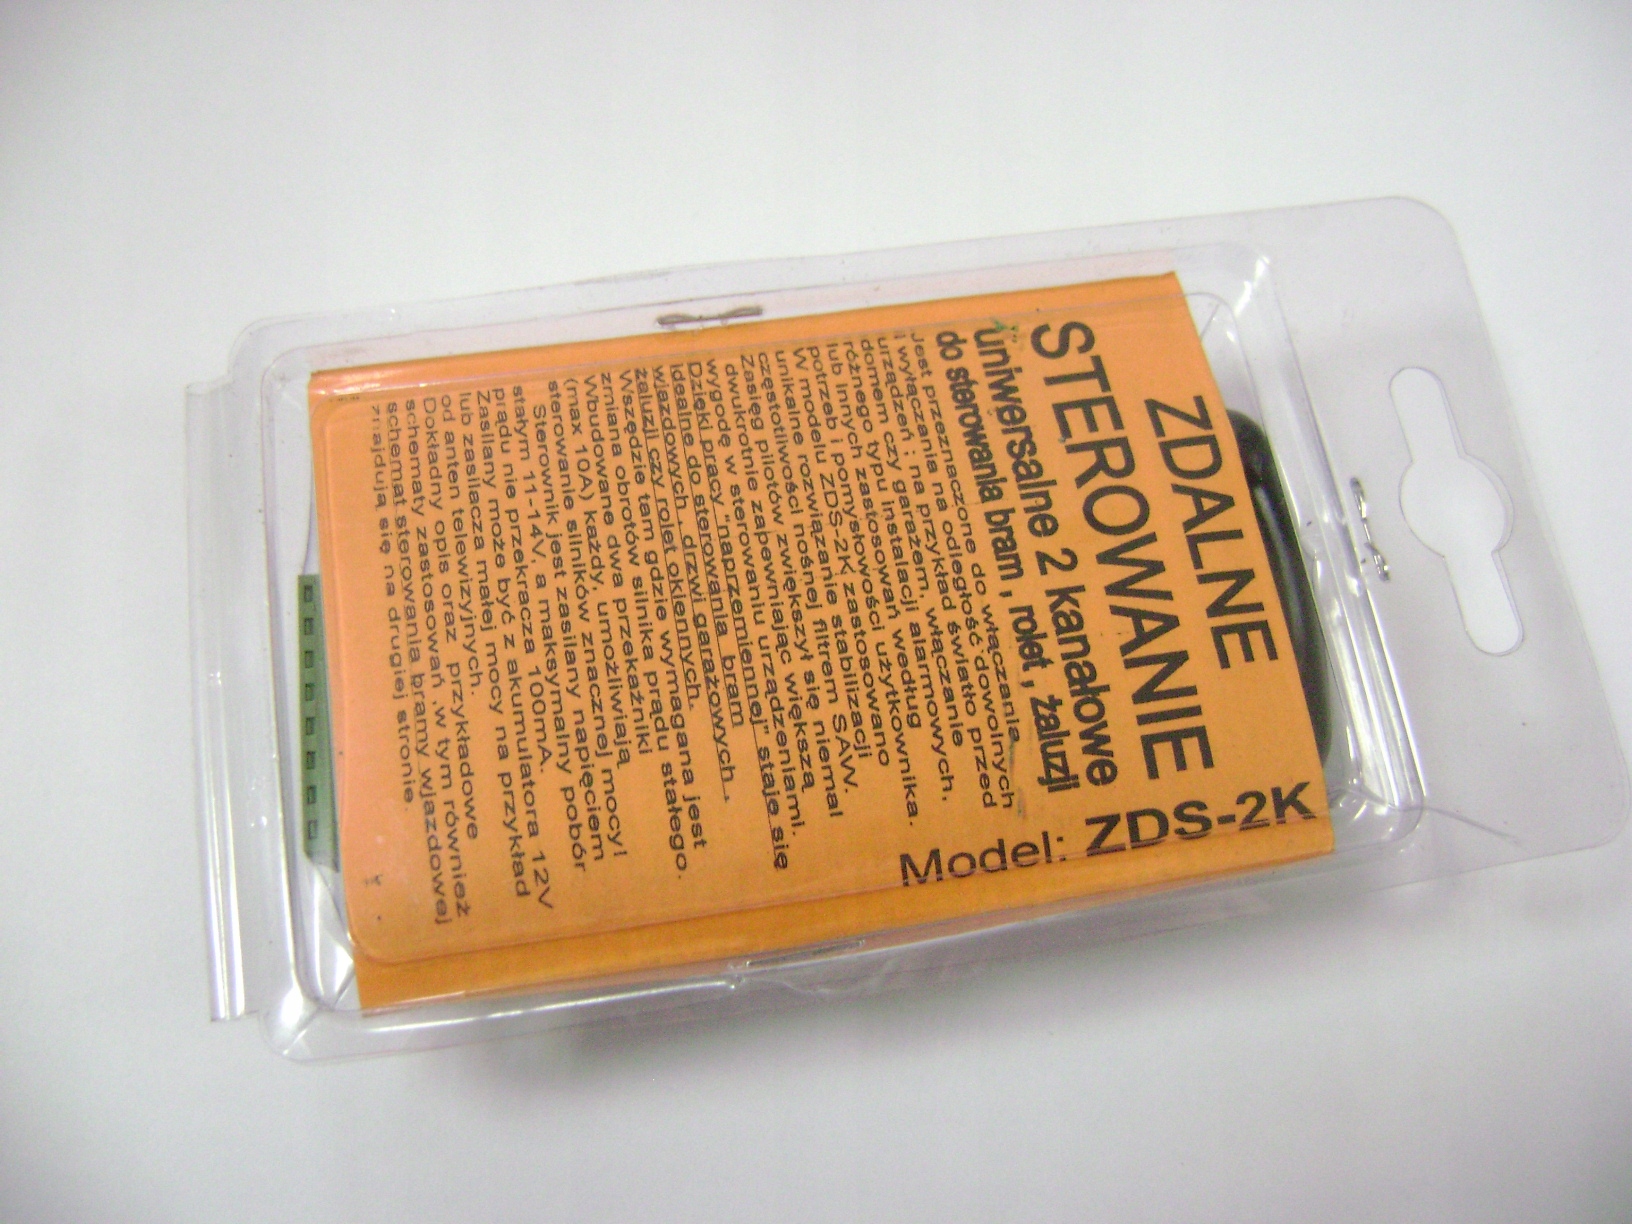 ZDALNE
STEROWANIE
uniwersalne 2 kanałowe
do sterowania bram , rolet , żaluzji
Model: ZDS-2K
Jest przeznaczone do włączania
i wyłączania na odległość dowolnych
urządzeń : na przykład światło przed
domem czy garażem, włączanie
różnego typu instalacji alarmowych.
lub innych zastosowań według
potrzeb i pomysłowości użytkownika.
W modelu ZDS-2K zastosowano
unikalne rozwiązanie stabilizacji
częstotliwości nośnej filtrem SAW.
Zasięg pilotów zwiększył się niemal
dwukrotnie zapewniając większą
wygodę w sterowaniu urządzeniami.
Dzięki pracy "naprzemiennej" staje się
idealne do sterowania bram
wjazdowych , drzwi garażowych ,
żaluzji czy rolet okiennych.
Wszędzie tam gdzie wymagana jest
zmiana obrotów silnika prądu stałego.
Wbudowane dwa przekaźniki
(max 10A) każdy, umożliwiają
sterowanie silników znacznej mocy!
Sterownik jest zasilany napięciem
stałym 11-14V, a maksymalny pobór
prądu nie przekracza 100mA.
Zasilany może być z akumulatora 12V
lub zasilacza małej mocy na przykład
od anten telewizyjnych.
Dokładny opis oraz przykładowe
schematy zastosowań ,w tym również
schemat sterowania bramy wjazdowej
znajdują się na drugiej stronie.